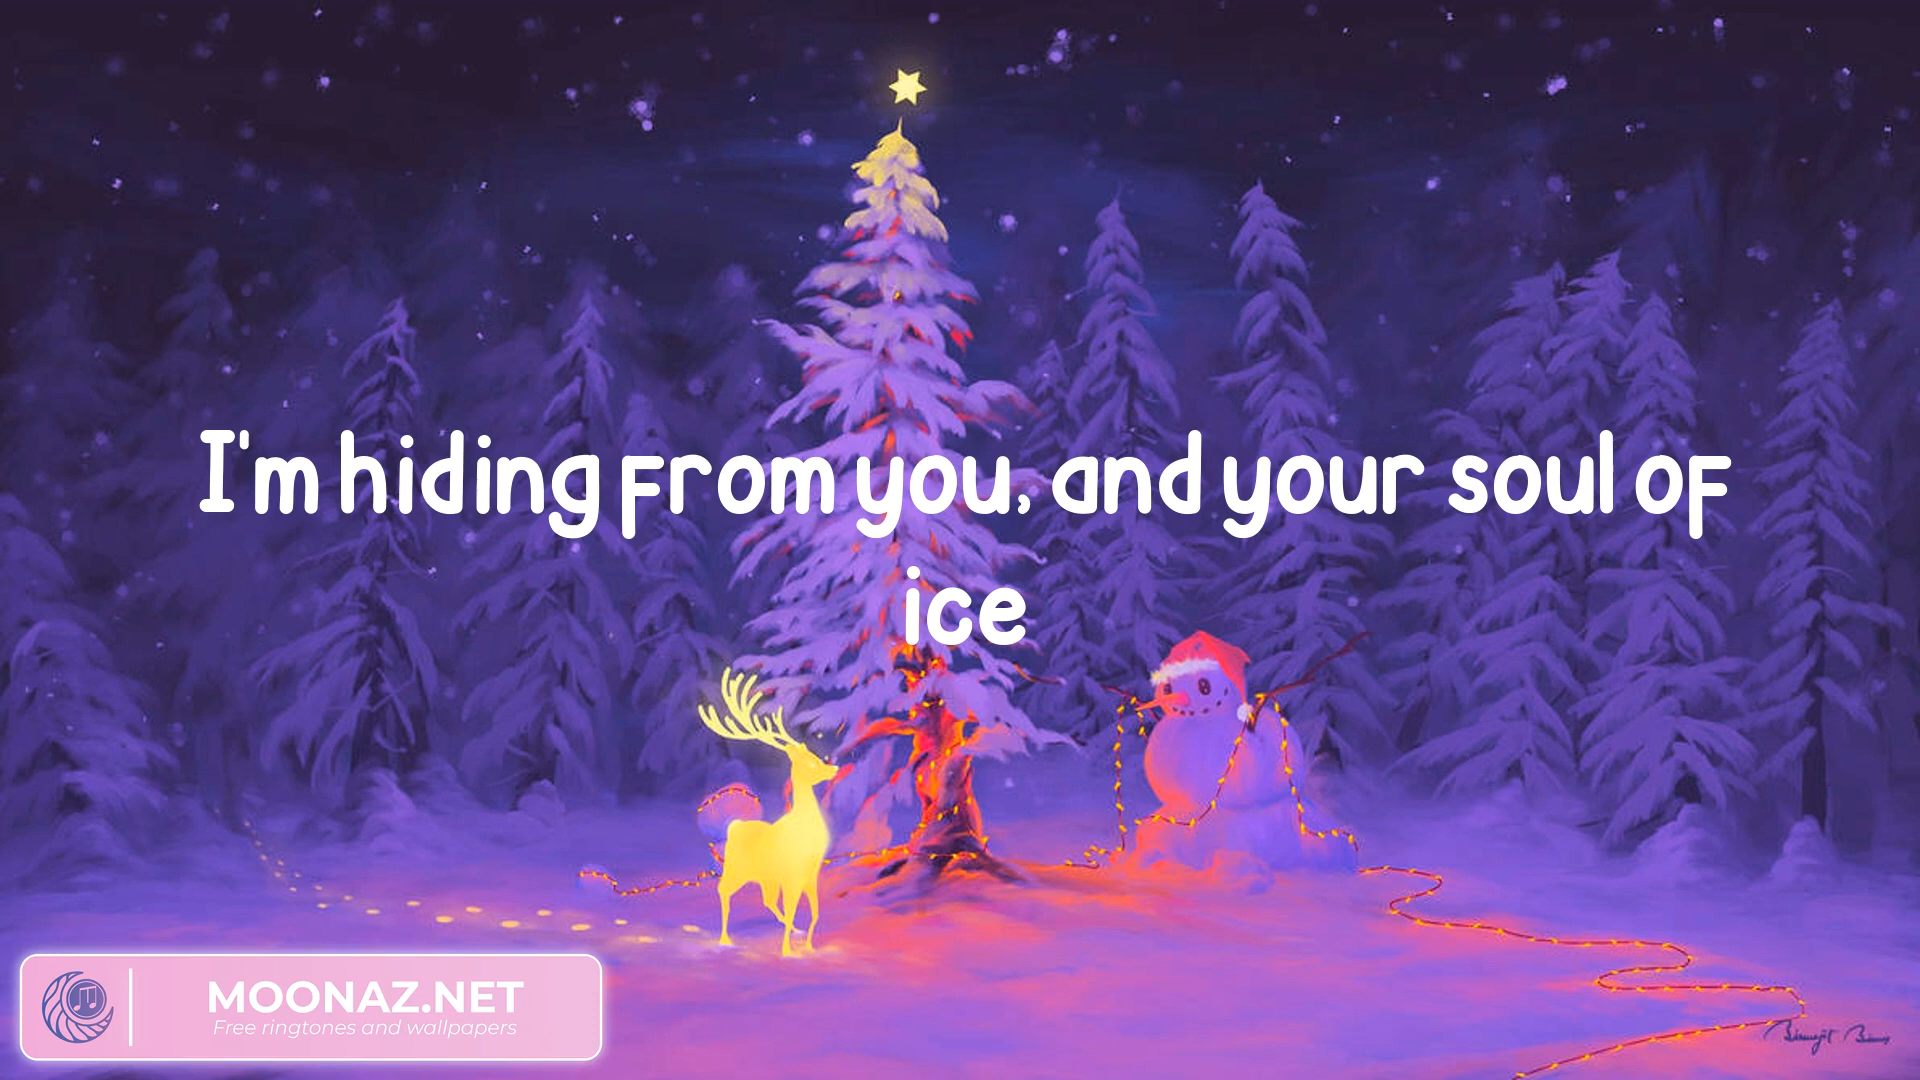 I'm hiding from you, and your soul of
ice
MOONAZ.NET
Free ringtones and wallpapers